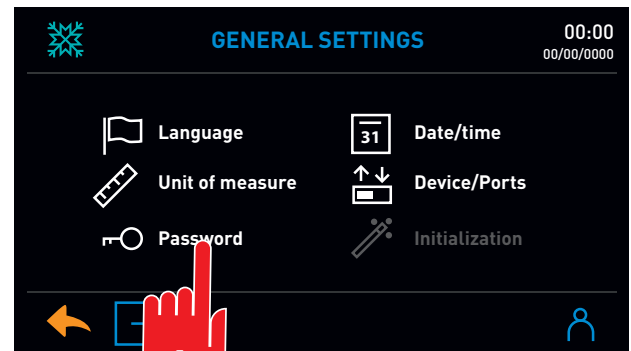 GENERAL SETTINGS
00:00
00/00/0000
Language
31
Date/time
Unit of measure
Device/Ports
Password
Initialization